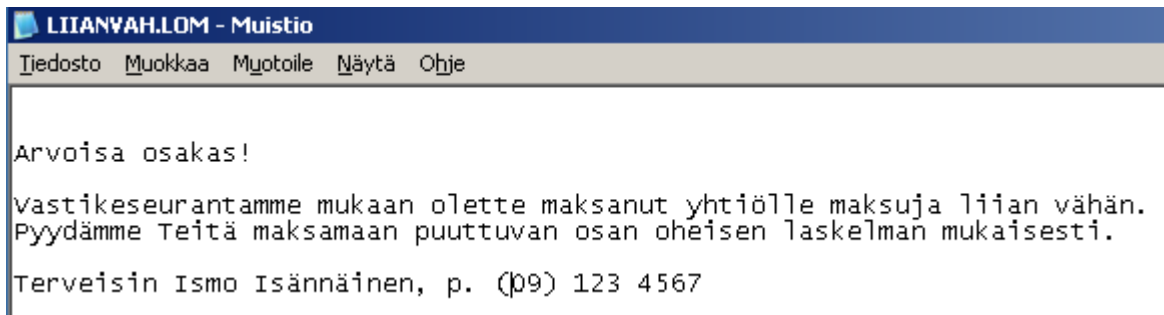 LIIANVAH.LOM - Muistio
Tiedosto Muokkaa Muotoile Näytä Ohje
Arvoisa osakas!
Vastikeseurantamme mukaan olette maksanut yhtiölle maksuja liian vähän.
Pyydämme Teitä maksamaan puuttuvan osan oheisen laskelman mukaisesti.
Terveisin Ismo Isännäinen, p. (09) 123 4567